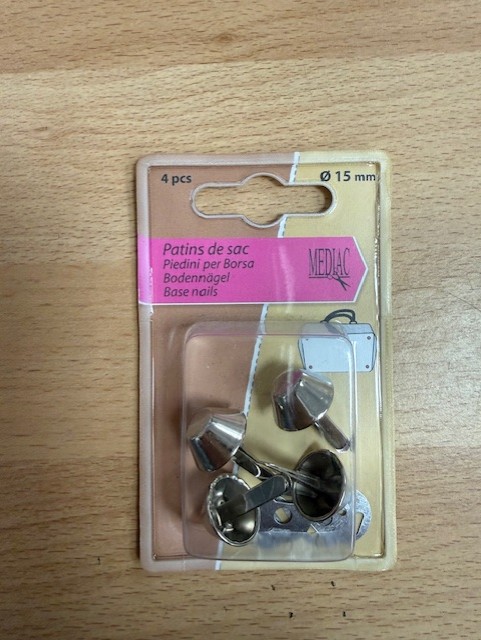 4 pcs
Ø 15 mm
Patins de sac
Piedini per Borsa
Bodennägel
Base nails
MEDIAC